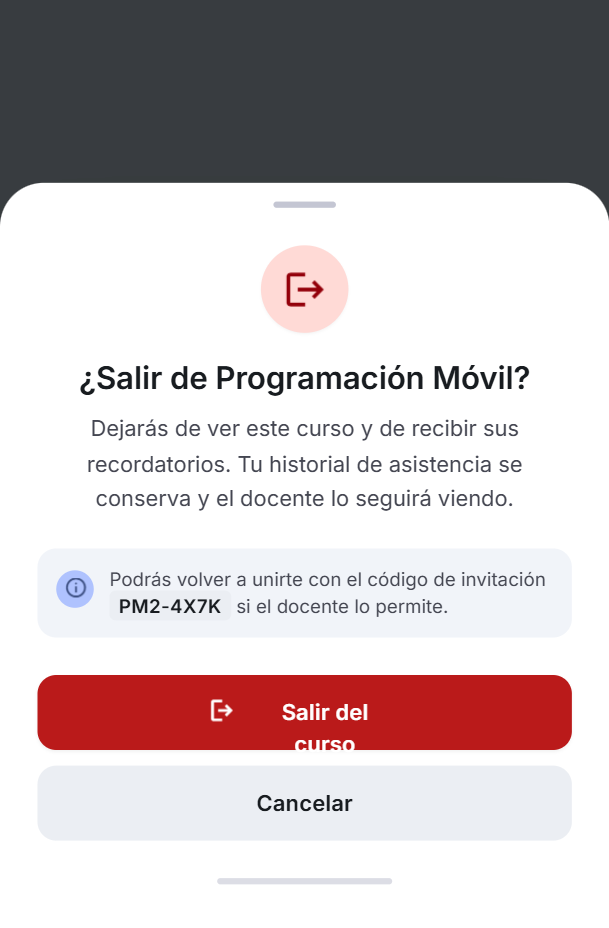 ¿Salir de Programación Móvil?
Dejarás de ver este curso y de recibir sus
recordatorios. Tu historial de asistencia se
conserva y el docente lo seguirá viendo.
Podrás volver a unirte con el código de invitación
PM2-4X7K si el docente lo permite.
Salir del
curso
Cancelar